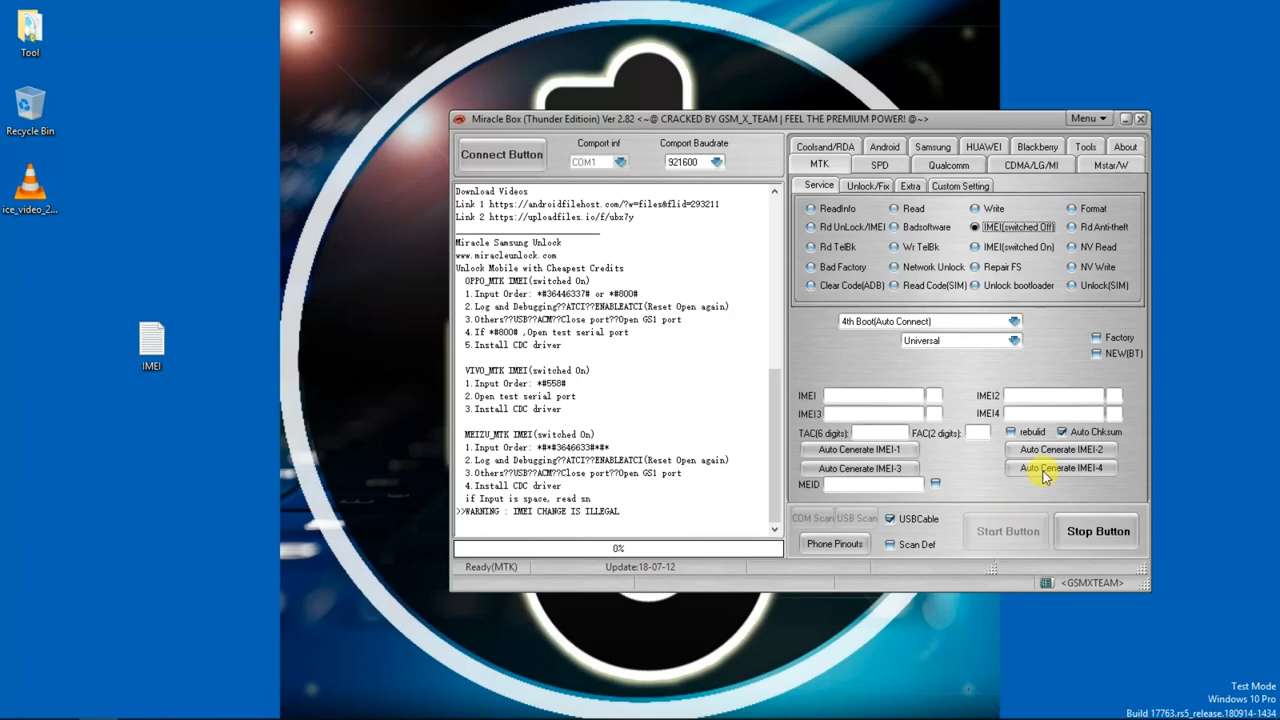 Tool
Recycle Bin
ice_video_2...
IMEI
Miracle Box (Thunder Edititioin) Ver 2.82 <~@ CRACKED BY GSM_X_TEAM | FEEL THE PREMIUM POWER! @~>
Menu
Connect Button
Comport inf
Comport Baudrate
COM1
921600
Download Videos
Link 1 https://androidfilehost.com/?w=files&flid=293211
Link 2 https://uploadfiles.io/f/ubx7y
Miracle Samsung Unlock
www.miracleunlock.com
Unlock Mobile with Cheapest Credits
OPPO_MTK IMEI(switched On)
1.Input Order: *#36446337# or *#800#
2.Log and Debugging??ATCI??ENABLEATCI(Reset Open again)
3.Others??USB??ACM??Close port??Open GS1 port
4.If *#800# ,Open test serial port
5.Install CDC driver
VIVO_MTK IMEI(switched On)
1.Input Order: *#558#
2.Open test serial port
3.Install CDC driver
MEIZU_MTK IMEI(switched On)
1.Input Order: *#*#3646633#*#*
2.Log and Debugging??ATCI??ENABLEATCI(Reset Open again)
3.Others??USB??ACM??Close port??Open GS1 port
4.Install CDC driver
if Input is space, read sn
>>WARNING : IMEI CHANGE IS ILLEGAL
0%
Coolsand/RDA Android Samsung HUAWEI Blackberry Tools About
MTK SPD Qualcomm CDMA/LG/MI Mstar/W
Service Unlock/Fix Extra Custom Setting
ReadInfo Read Write Format
Rd UnLock/IMEI Badsoftware IMEI(switched Off) Rd Anti-theft
Rd TelBk Wr TelBk IMEI(switched On) NV Read
Bad Factory Network Unlock Repair FS NV Write
Clear Code(ADB) Read Code(SIM) Unlock bootloader Unlock(SIM)
4th Boot(Auto Connect)
Universal
Factory
NEW(BT)
IMEI IMEI2
IMEI3 IMEI4
TAC(6 digits): FAC(2 digits): rebulid Auto Chksum
Auto Cenerate IMEI-1 Auto Cenerate IMEI-2
Auto Cenerate IMEI-3 Auto Cenerate IMEI-4
MEID
COM Scan USB Scan USBCable
Start Button Stop Button
Phone Pinouts Scan Def
Ready(MTK) Update:18-07-12
<GSMXTEAM>
Test Mode
Windows 10 Pro
Build 17763.rs5_release.180914-1434